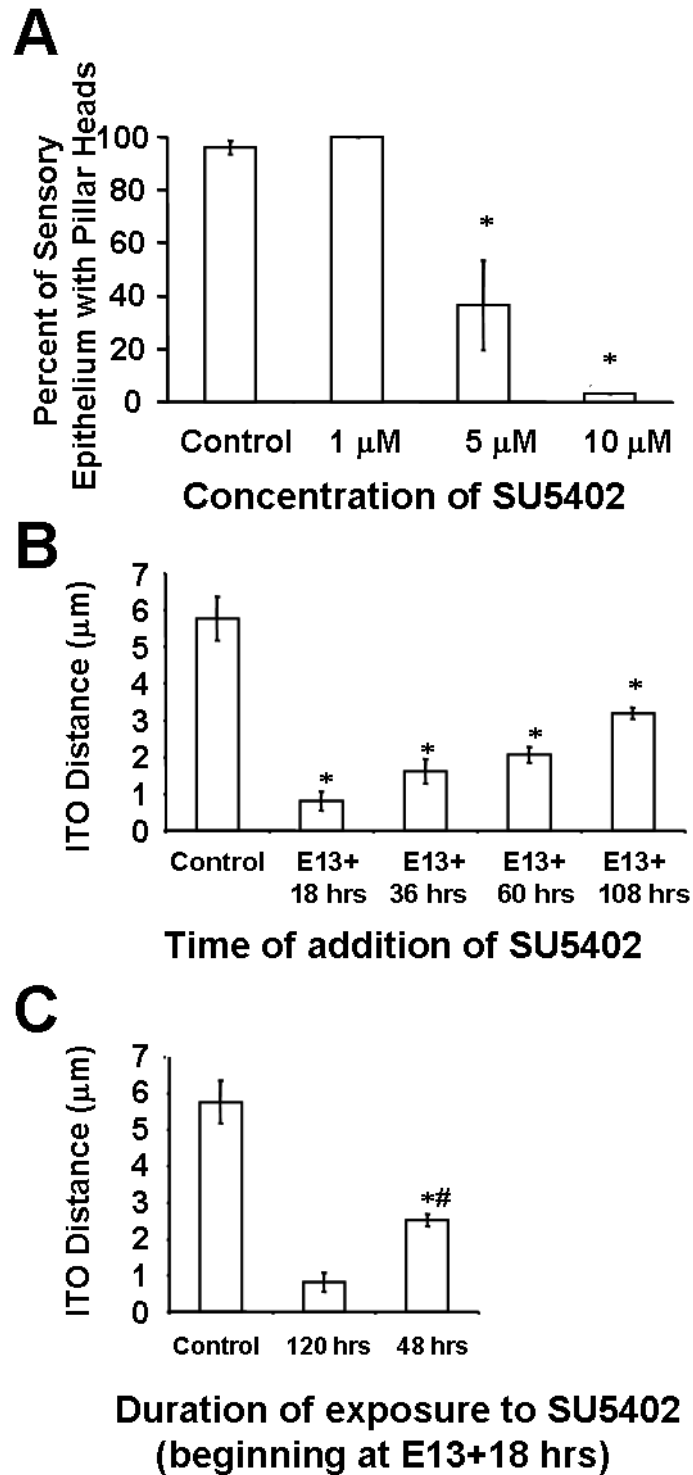 A
Percent of Sensory
Epithelium with Pillar Heads
100
80
60
40
20
0
*
*
Control 1 μM 5 μM 10 μM
Concentration of SU5402
B
ITO Distance (μm)
7
6
5
4
3
2
1
0
*
*
*
*
Control E13+ E13+ E13+ E13+
18 hrs 36 hrs 60 hrs 108 hrs
Time of addition of SU5402
C
ITO Distance (μm)
7
6
5
4
3
2
1
0
*#
Control 120 hrs 48 hrs
Duration of exposure to SU5402
(beginning at E13+18 hrs)